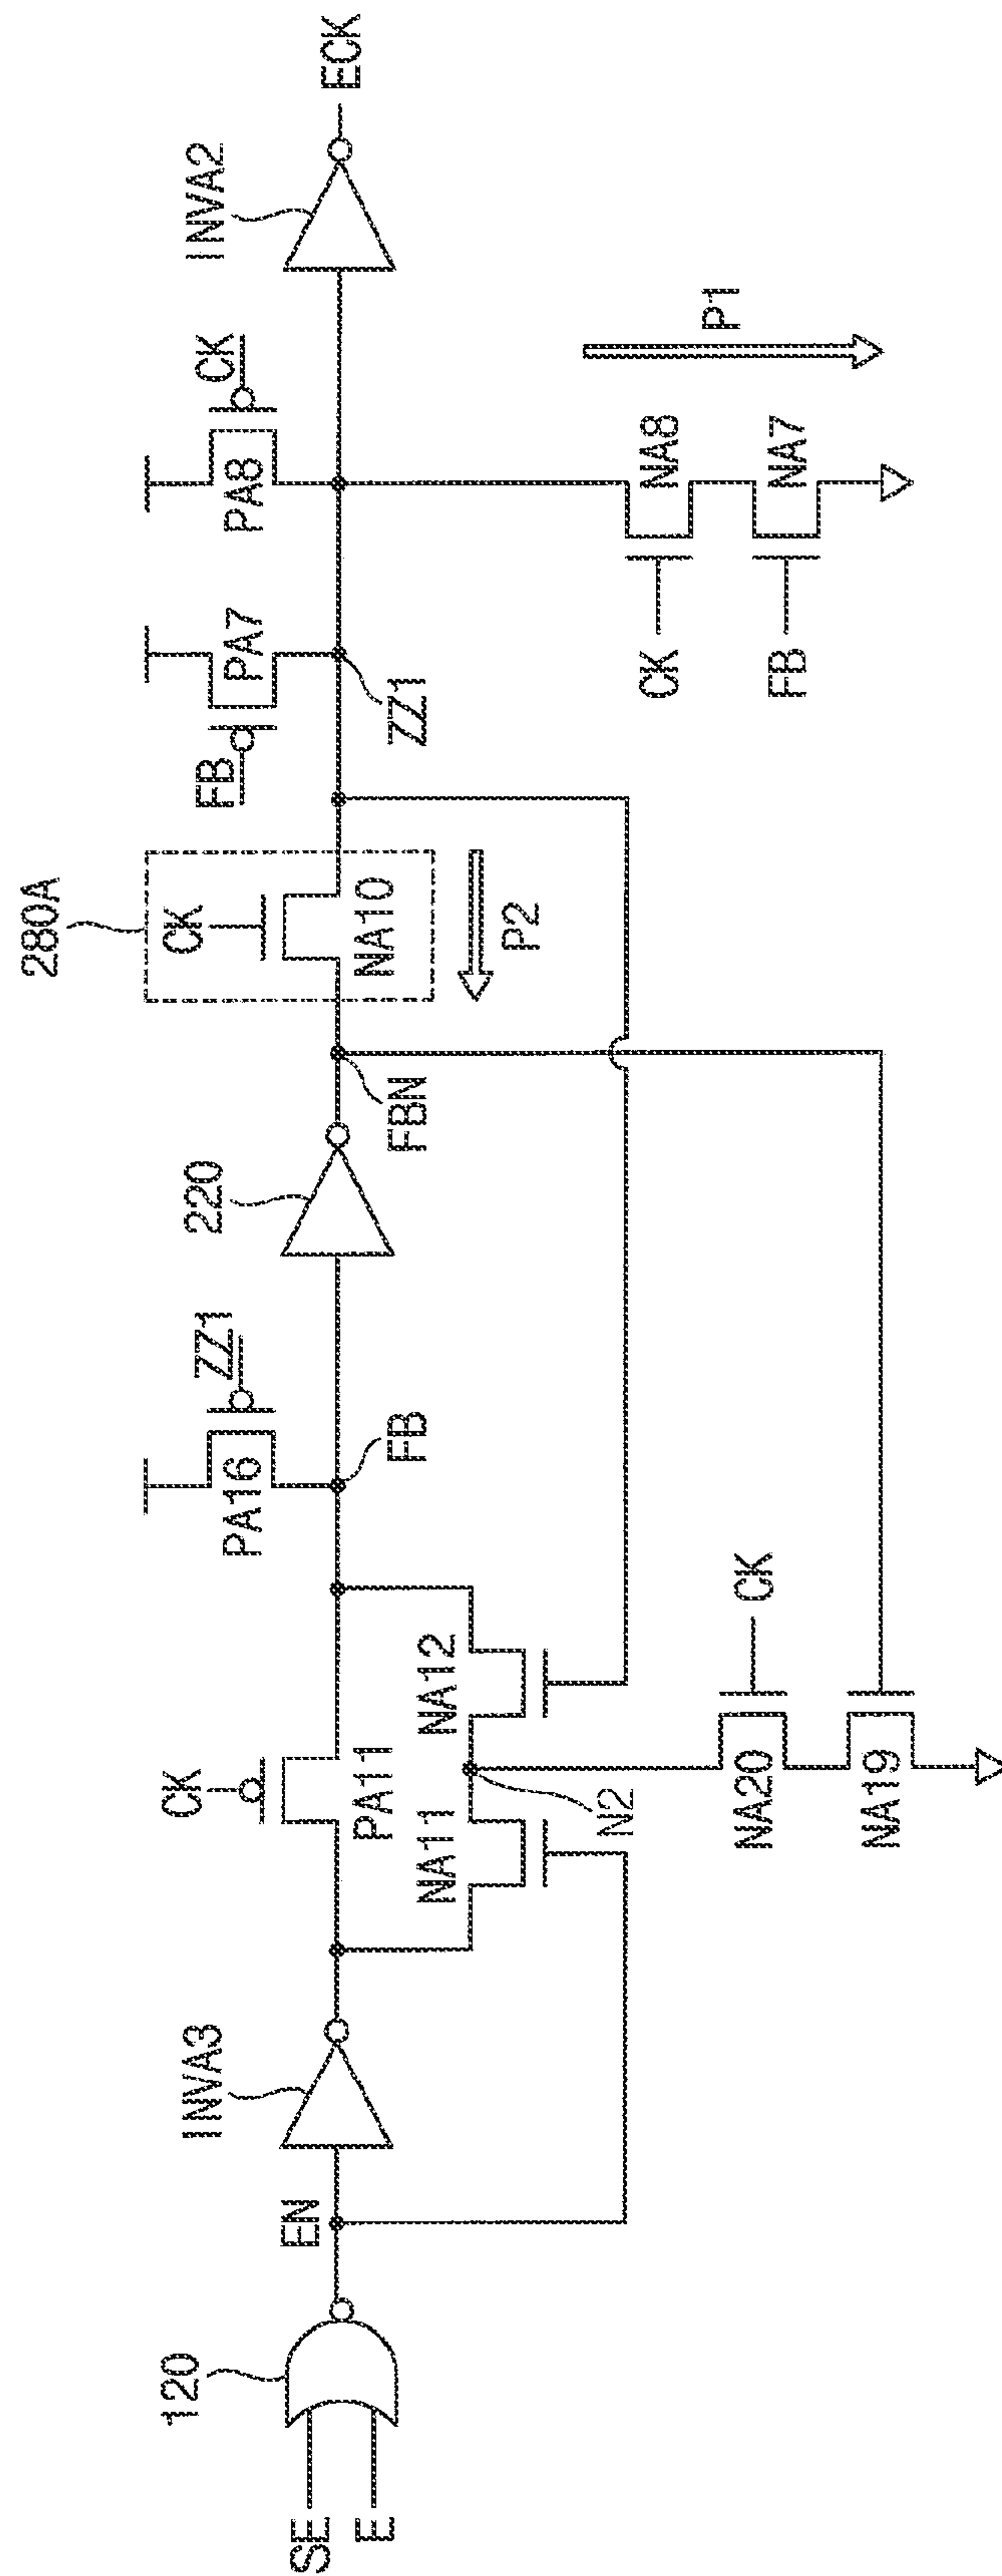 SE
E
120
EN
INVA3
CK
PA11
NA11
NA12
N2
NA20
CK
NA19
PA16
ZZ1
FB
220
FBN
280A
CK
NA10
P2
FB
PA7
ZZ1
PA8
CK
CK
NA8
FB
NA7
P1
INVA2
ECK